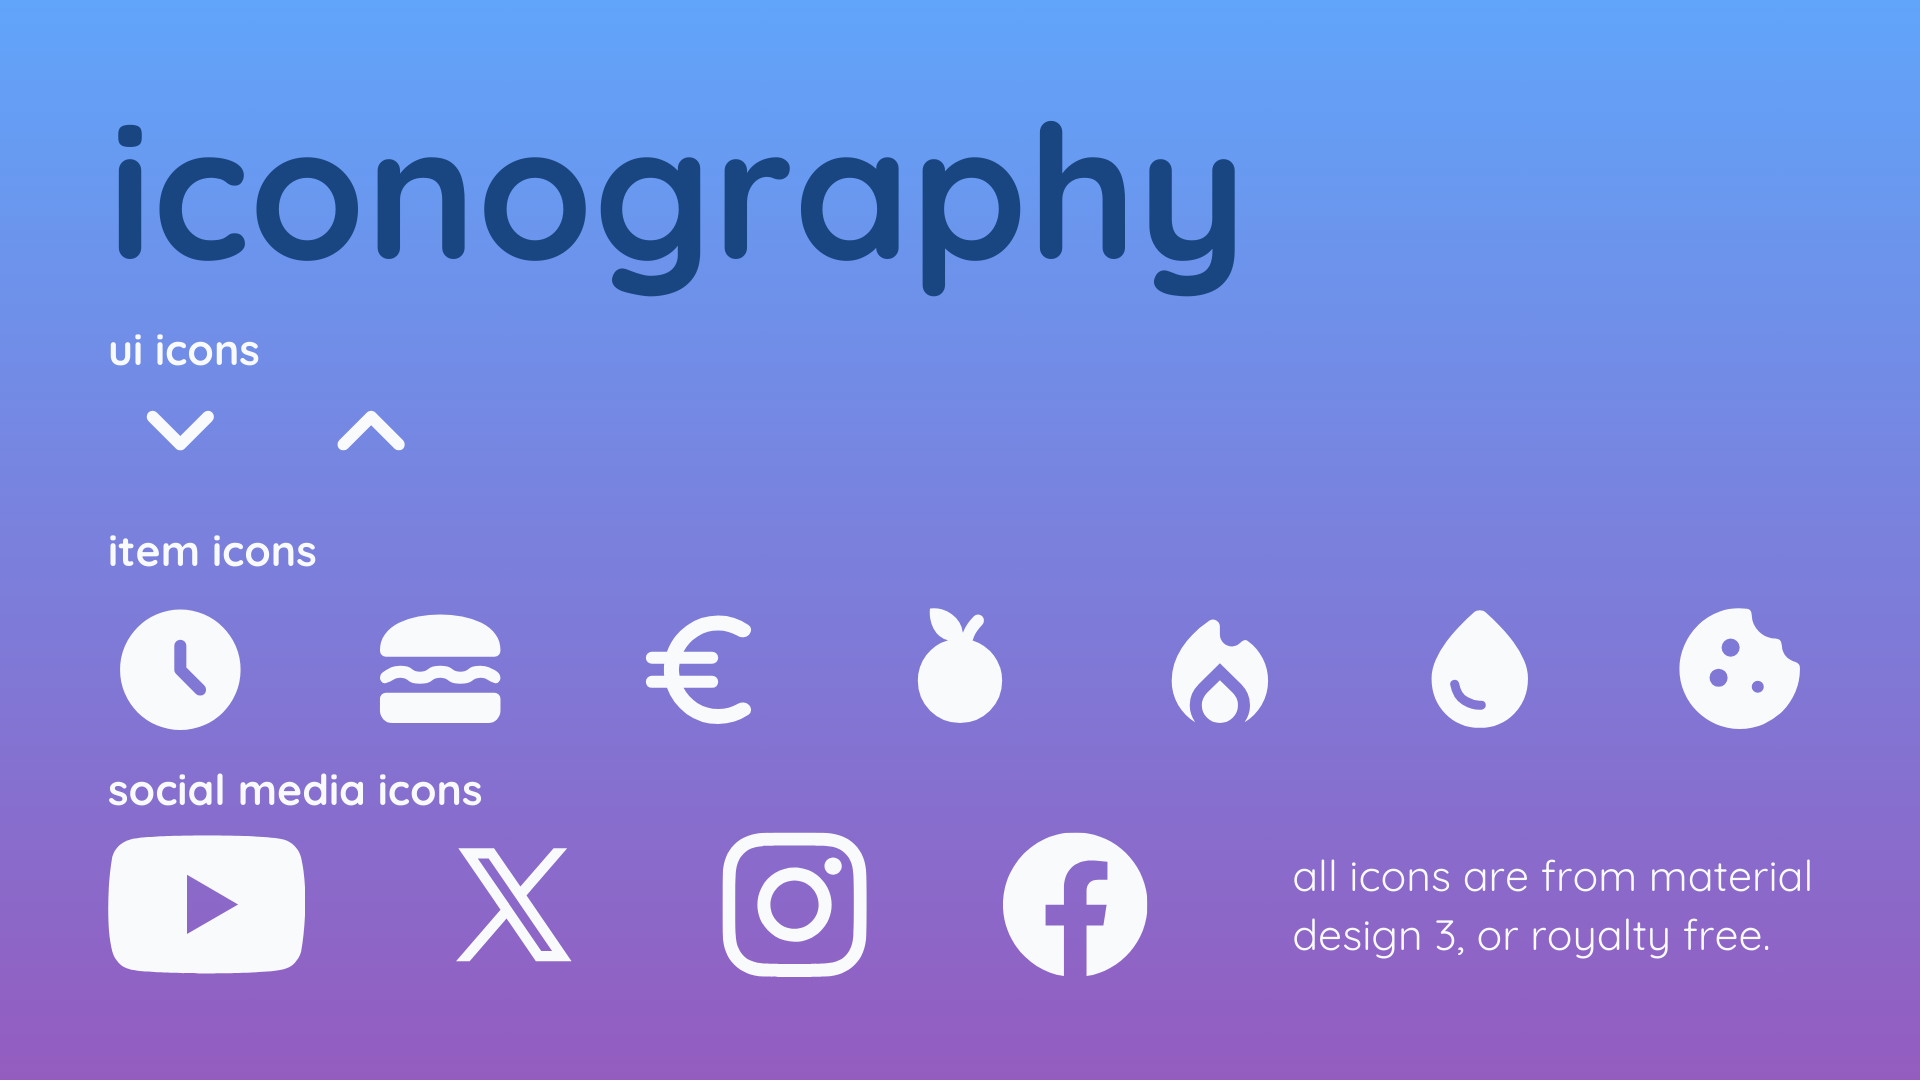 iconography
ui icons
item icons
social media icons
all icons are from material
design 3, or royalty free.